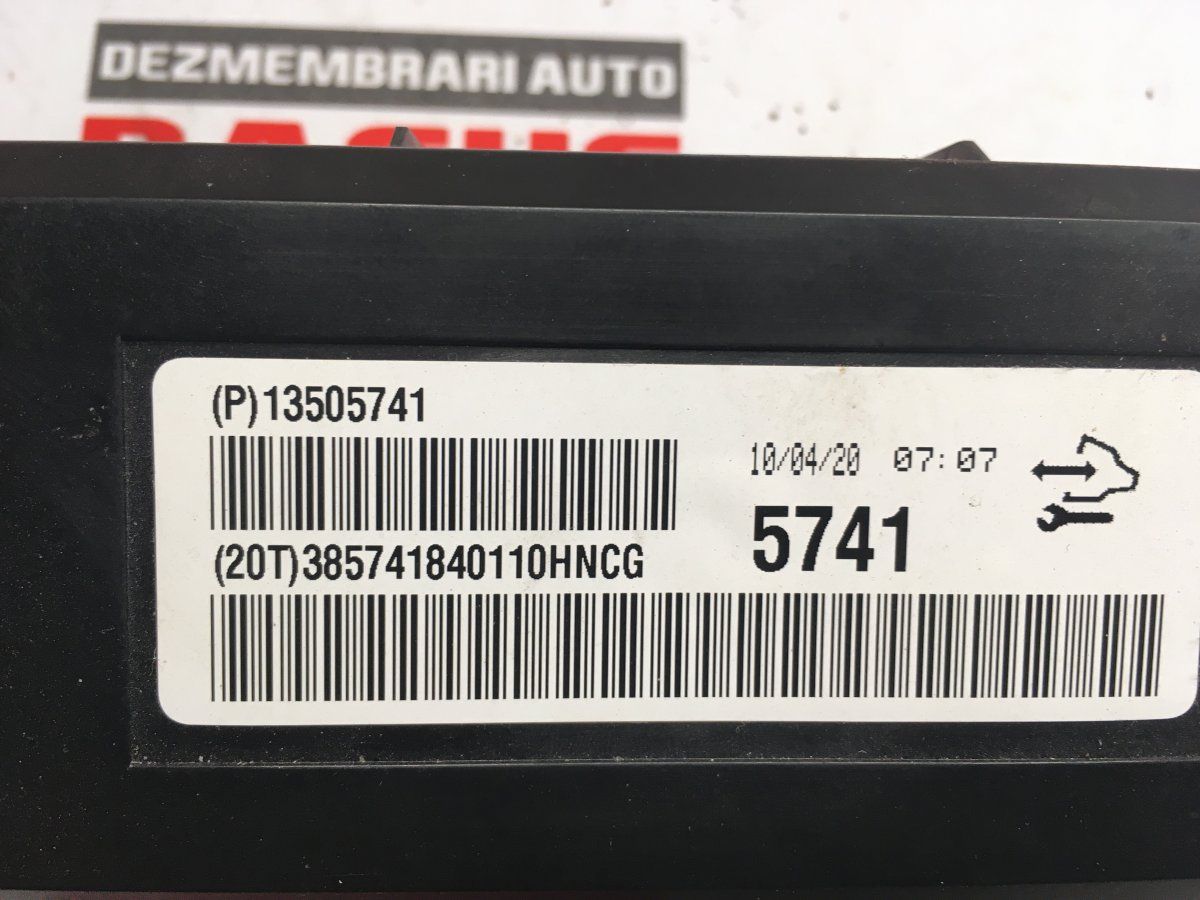 DEZMEMBRARI AUTO
(P)13505741
10/04/20 07:07
5741
(20T)385741840110HNCG